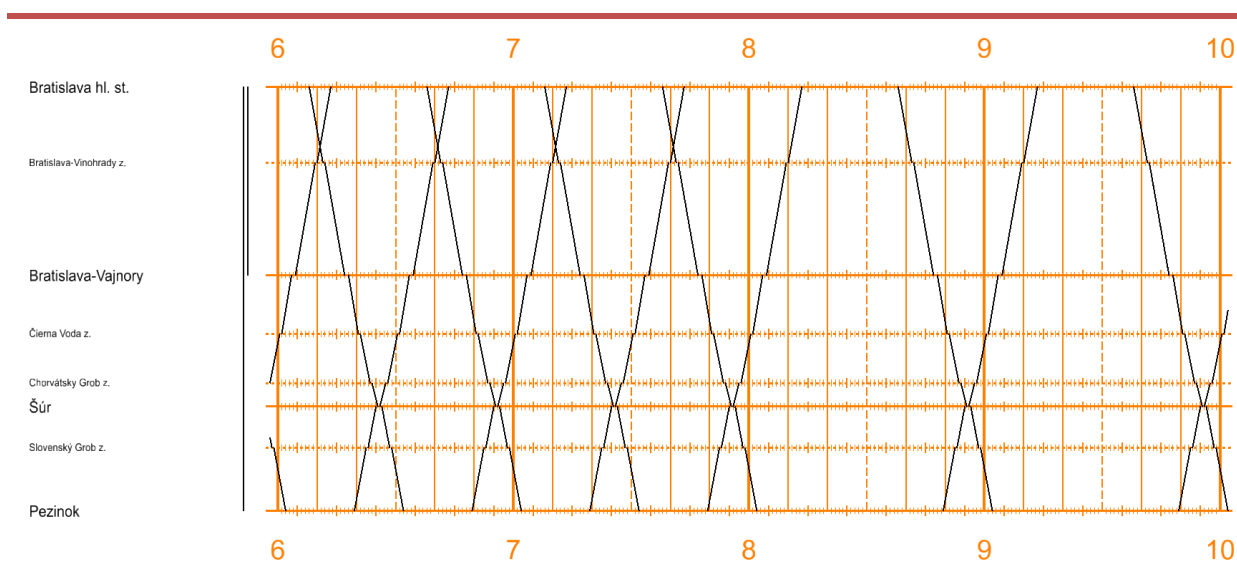 6 7 8 9 10
Bratislava hl. st.
Bratislava-Vinohrady z.
Bratislava-Vajnory
Čierna Voda z.
Chorvátsky Grob z.
Šúr
Slovenský Grob z.
Pezinok
6 7 8 9 10